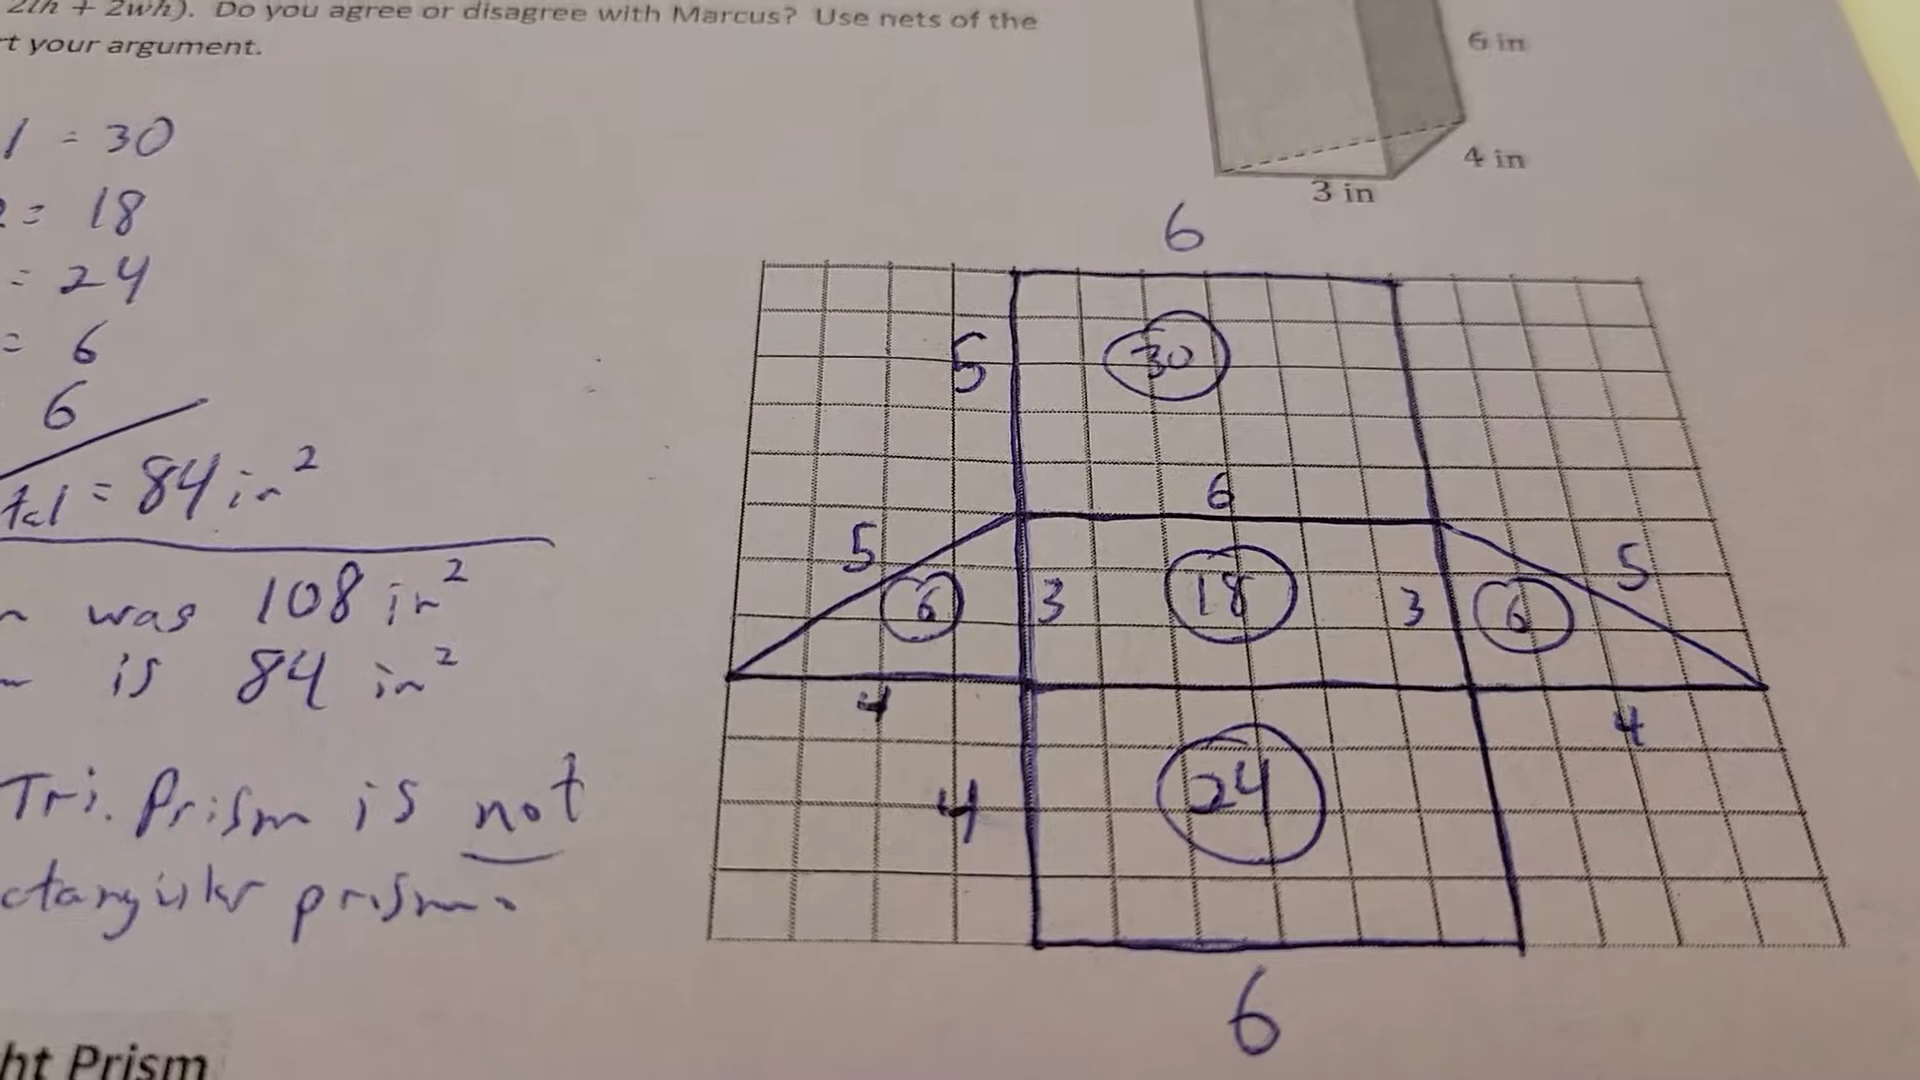 2lh + 2wh). Do you agree or disagree with Marcus? Use nets of the
t your argument.
6 in
4 in
3 in
1 = 30
= 18
= 24
= 6
6
= 84 in²
was 108 in²
is 84 in²
Tri. Prism is not
prism.
6
5
30
6
5
6
3
18
3
6
5
4
4
4
24
6
ht Prism